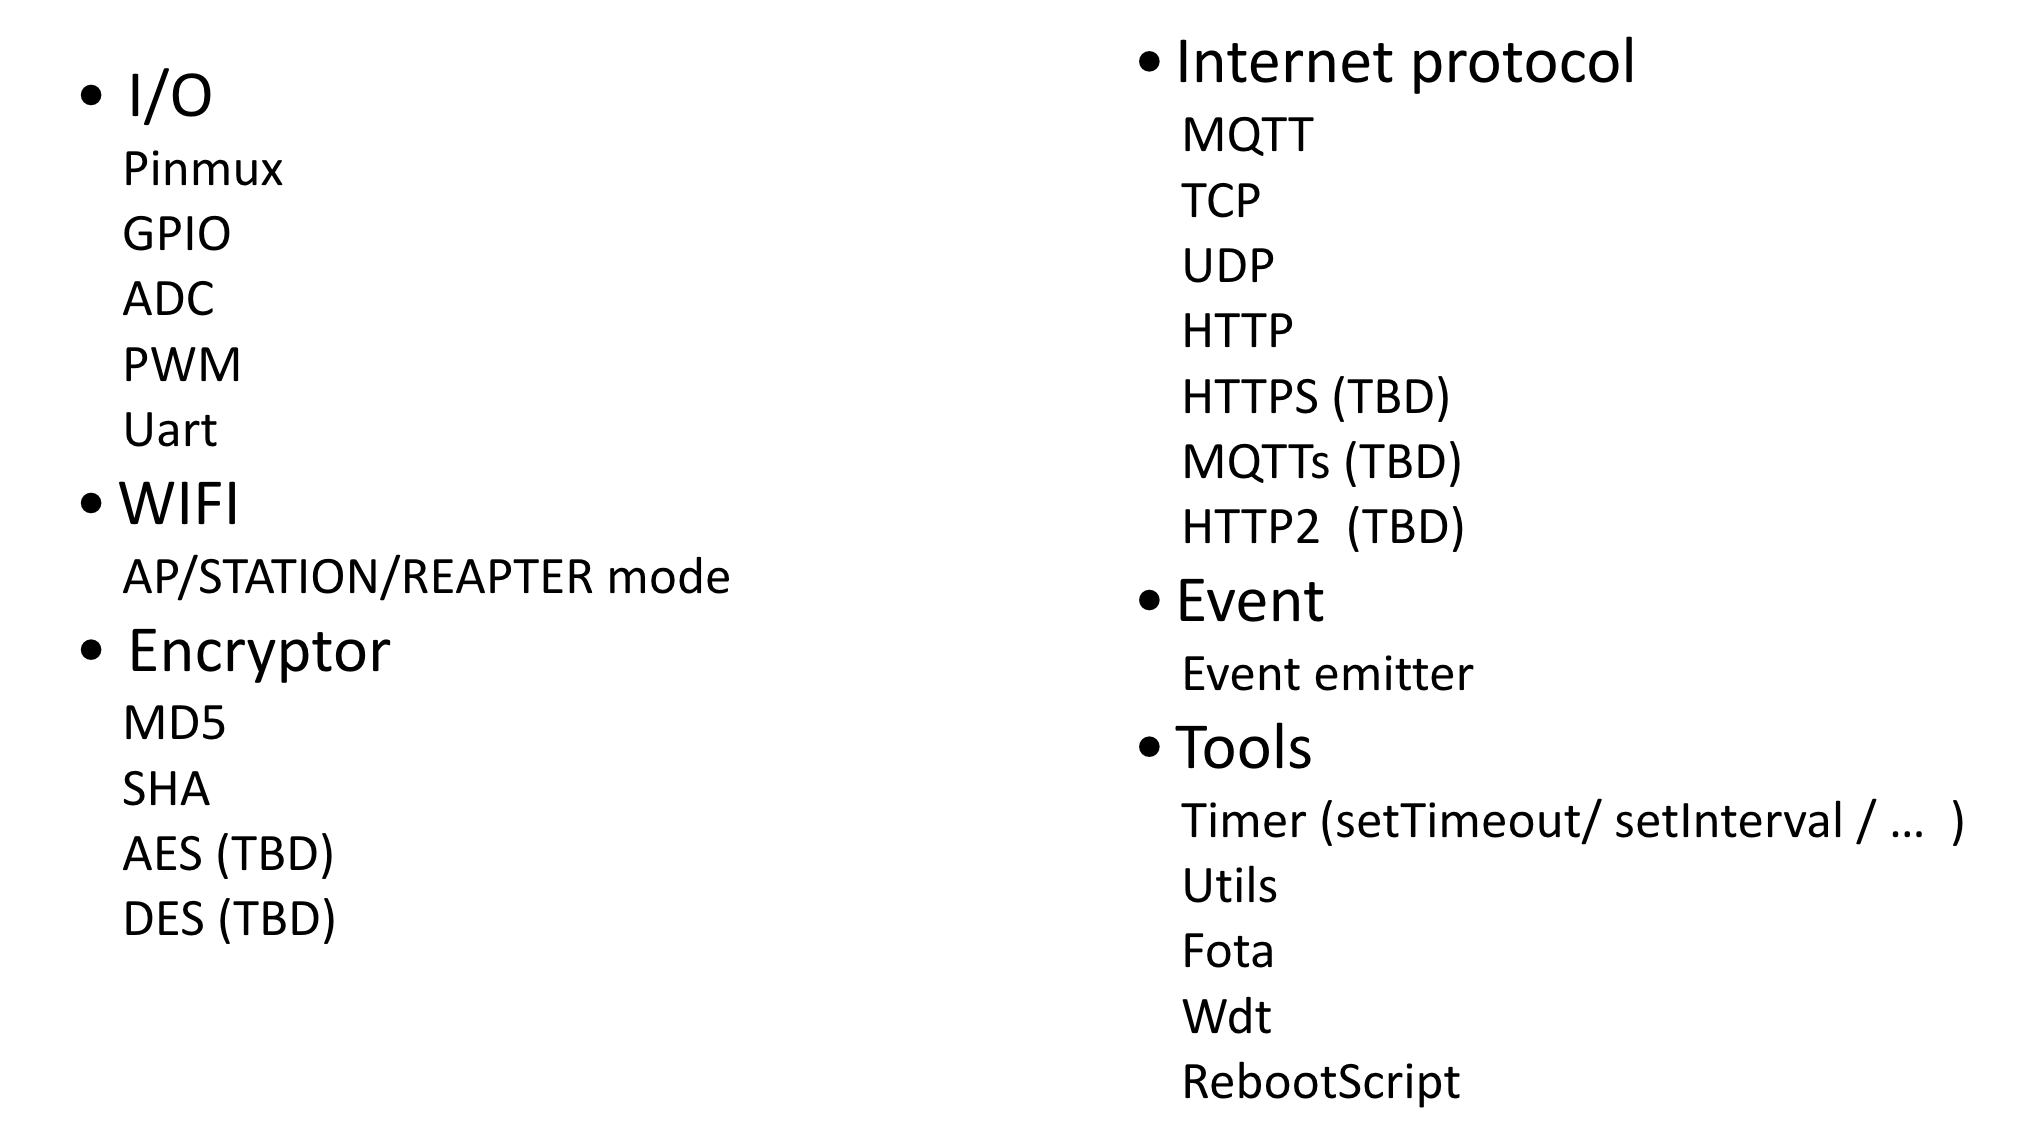 • I/O
Pinmux
GPIO
ADC
PWM
Uart
• WIFI
AP/STATION/REAPTER mode
• Encryptor
MD5
SHA
AES (TBD)
DES (TBD)
• Internet protocol
MQTT
TCP
UDP
HTTP
HTTPS (TBD)
MQTTs (TBD)
HTTP2  (TBD)
• Event
Event emitter
• Tools
Timer (setTimeout/ setInterval / ...  )
Utils
Fota
Wdt
RebootScript